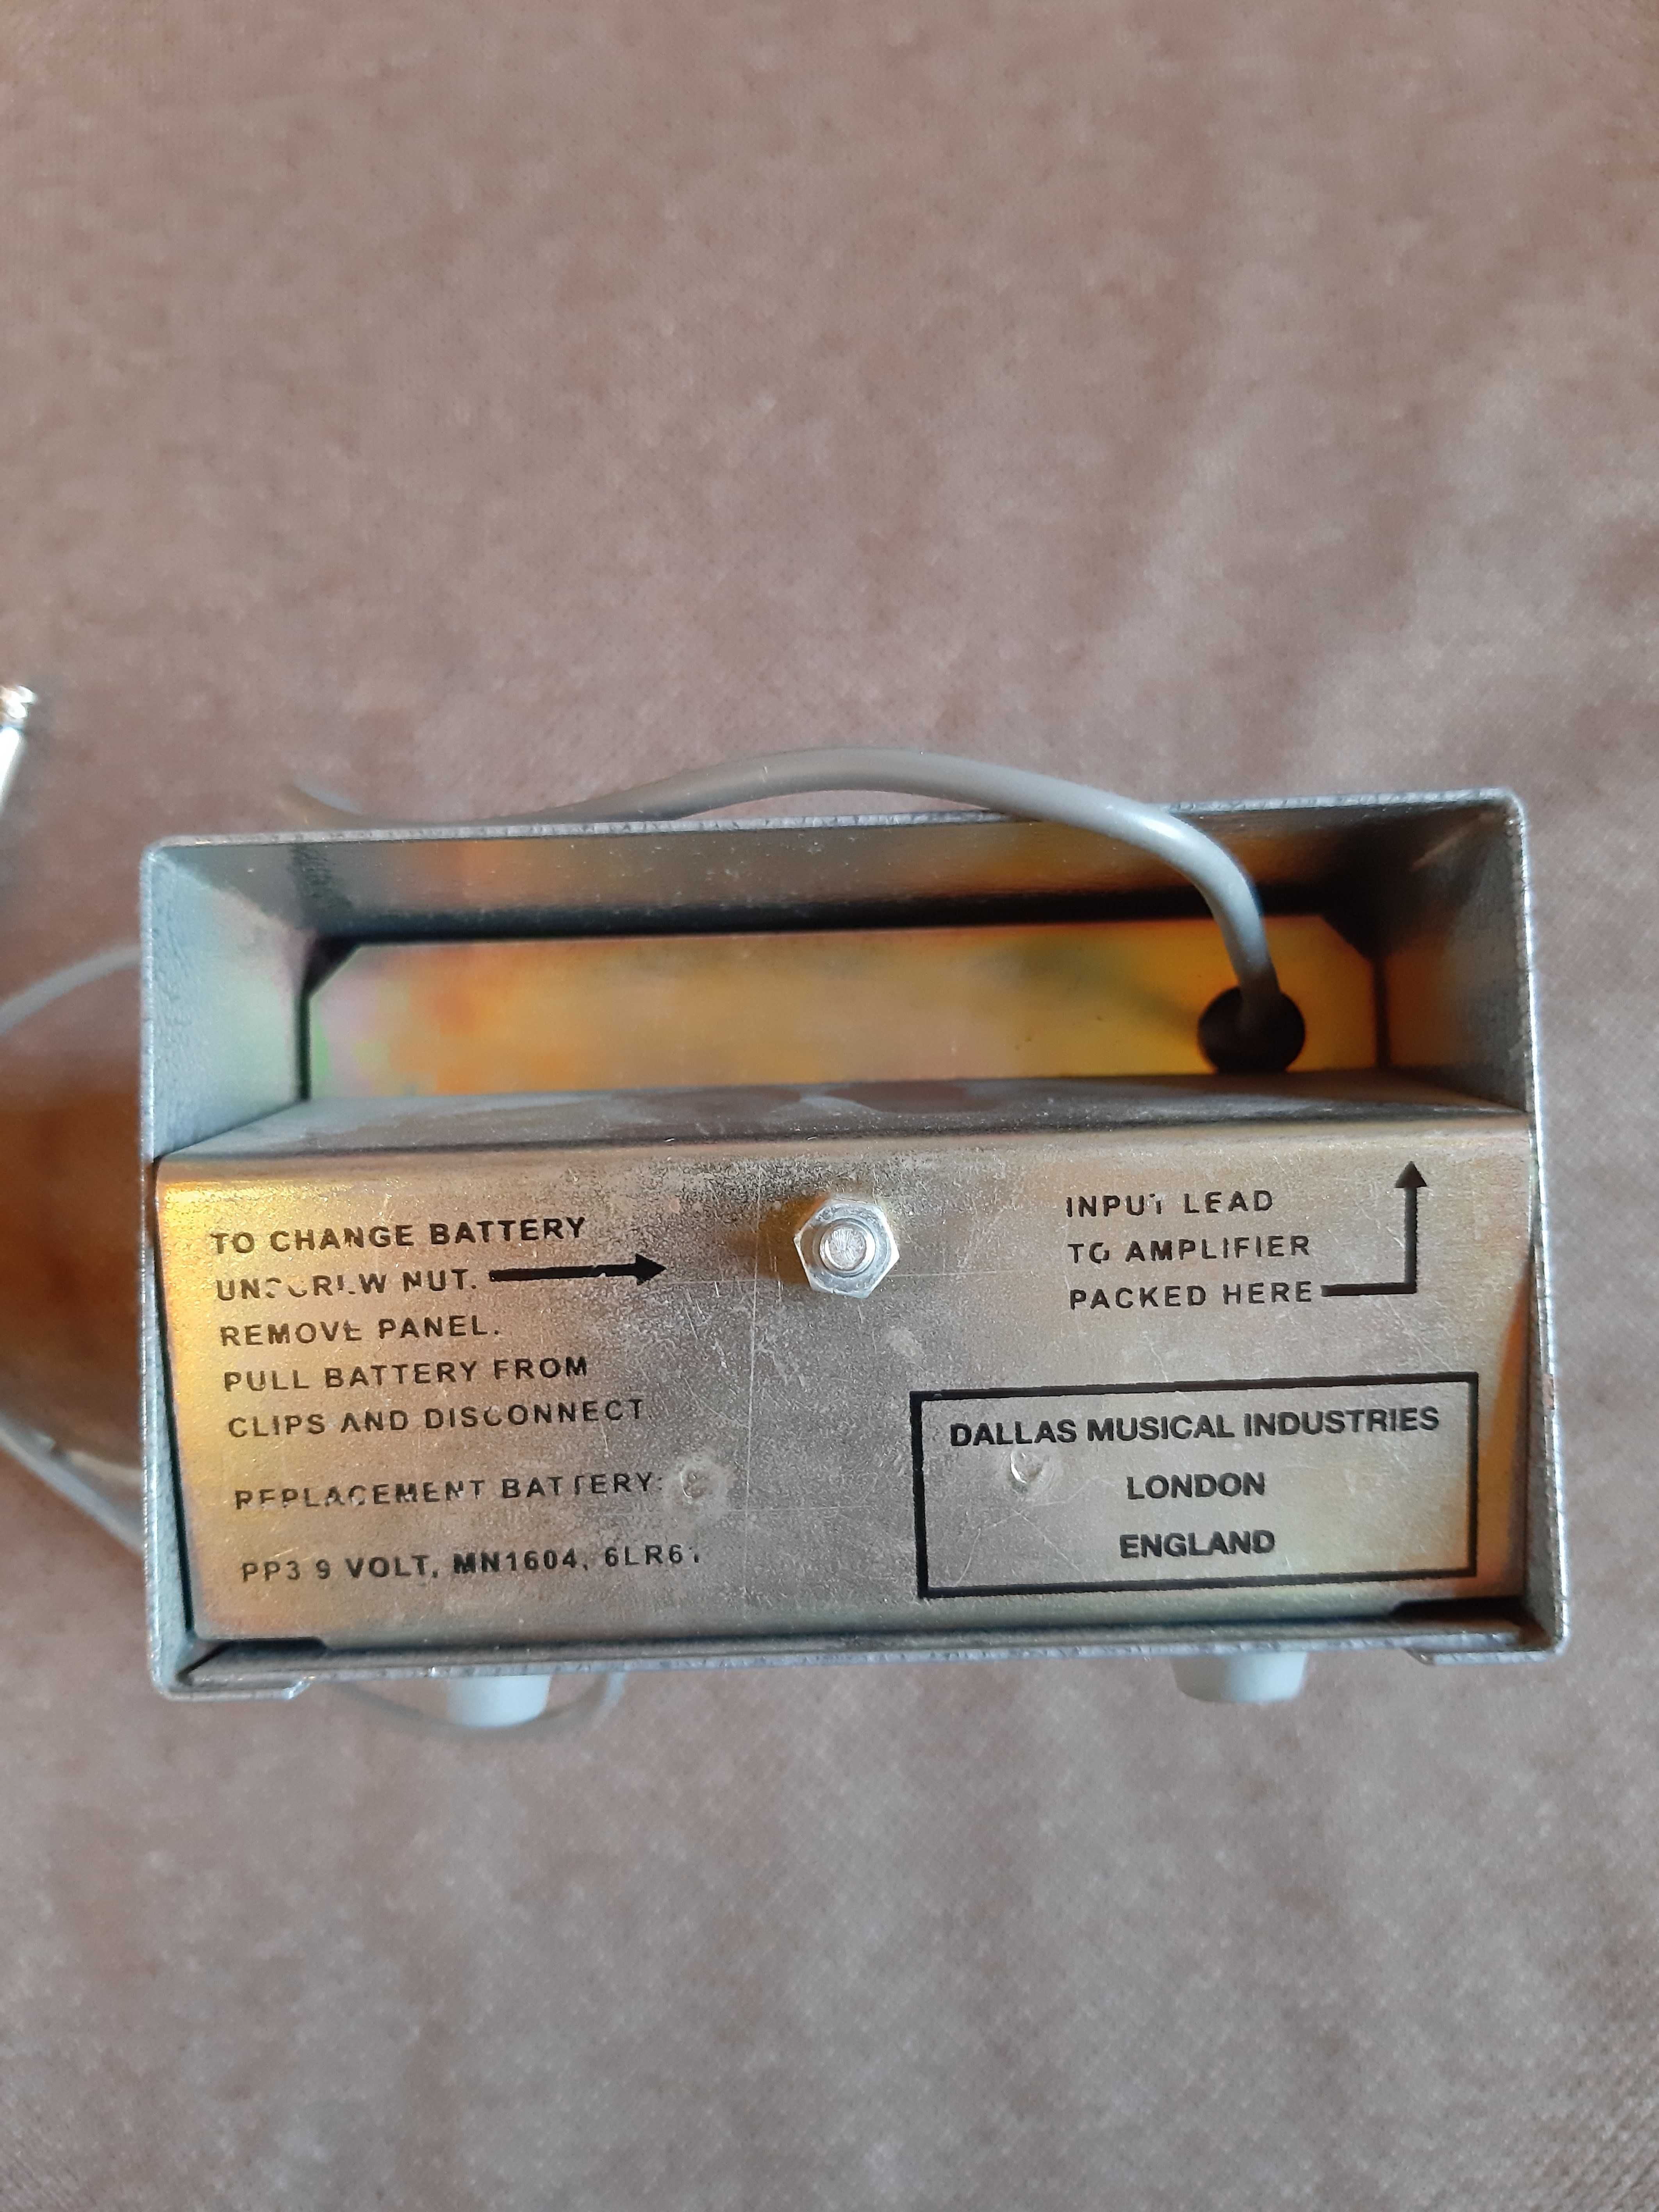 TO CHANGE BATTERY
UNSCREW NUT.
REMOVE PANEL.
PULL BATTERY FROM
CLIPS AND DISCONNECT
REPLACEMENT BATTERY:
PP3 9 VOLT, MN1604, 6LR61
INPUT LEAD
TO AMPLIFIER
PACKED HERE
DALLAS MUSICAL INDUSTRIES
LONDON
ENGLAND